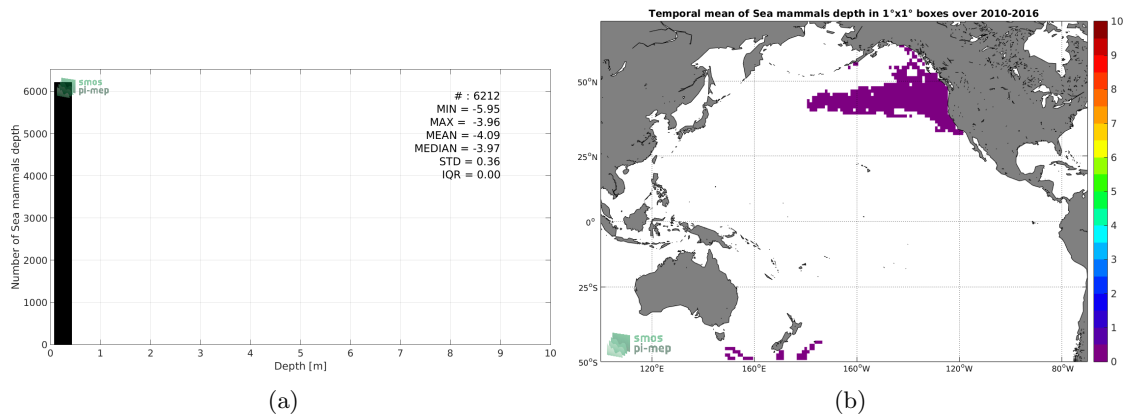 smos
pi-mep
# : 6212
MIN = -5.95
MAX = -3.96
MEAN = -4.09
MEDIAN = -3.97
STD = 0.36
IQR = 0.00
Number of Sea mammals depth
6000
5000
4000
3000
2000
1000
0
0 1 2 3 4 5 6 7 8 9 10
Depth [m]
(a)
Temporal mean of Sea mammals depth in 1°x1° boxes over 2010-2016
50°N
25°N
0°
25°S
50°S
smos
pi-mep
120°E 160°E 160°W 120°W 80°W
10
9
8
7
6
5
4
3
2
1
0
(b)